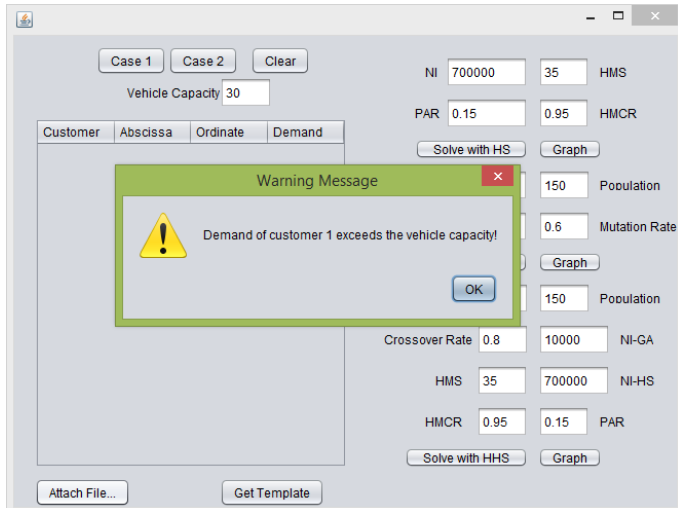 Case 1 Case 2 Clear
NI 700000 35 HMS
Vehicle Capacity 30
PAR 0.15 0.95 HMCR
Customer Abscissa Ordinate Demand
Solve with HS Graph
Warning Message
150 Population
Demand of customer 1 exceeds the vehicle capacity!
0.6 Mutation Rate
Graph
OK
150 Population
Crossover Rate 0.8 10000 NI-GA
HMS 35 700000 NI-HS
HMCR 0.95 0.15 PAR
Solve with HHS Graph
Attach File... Get Template